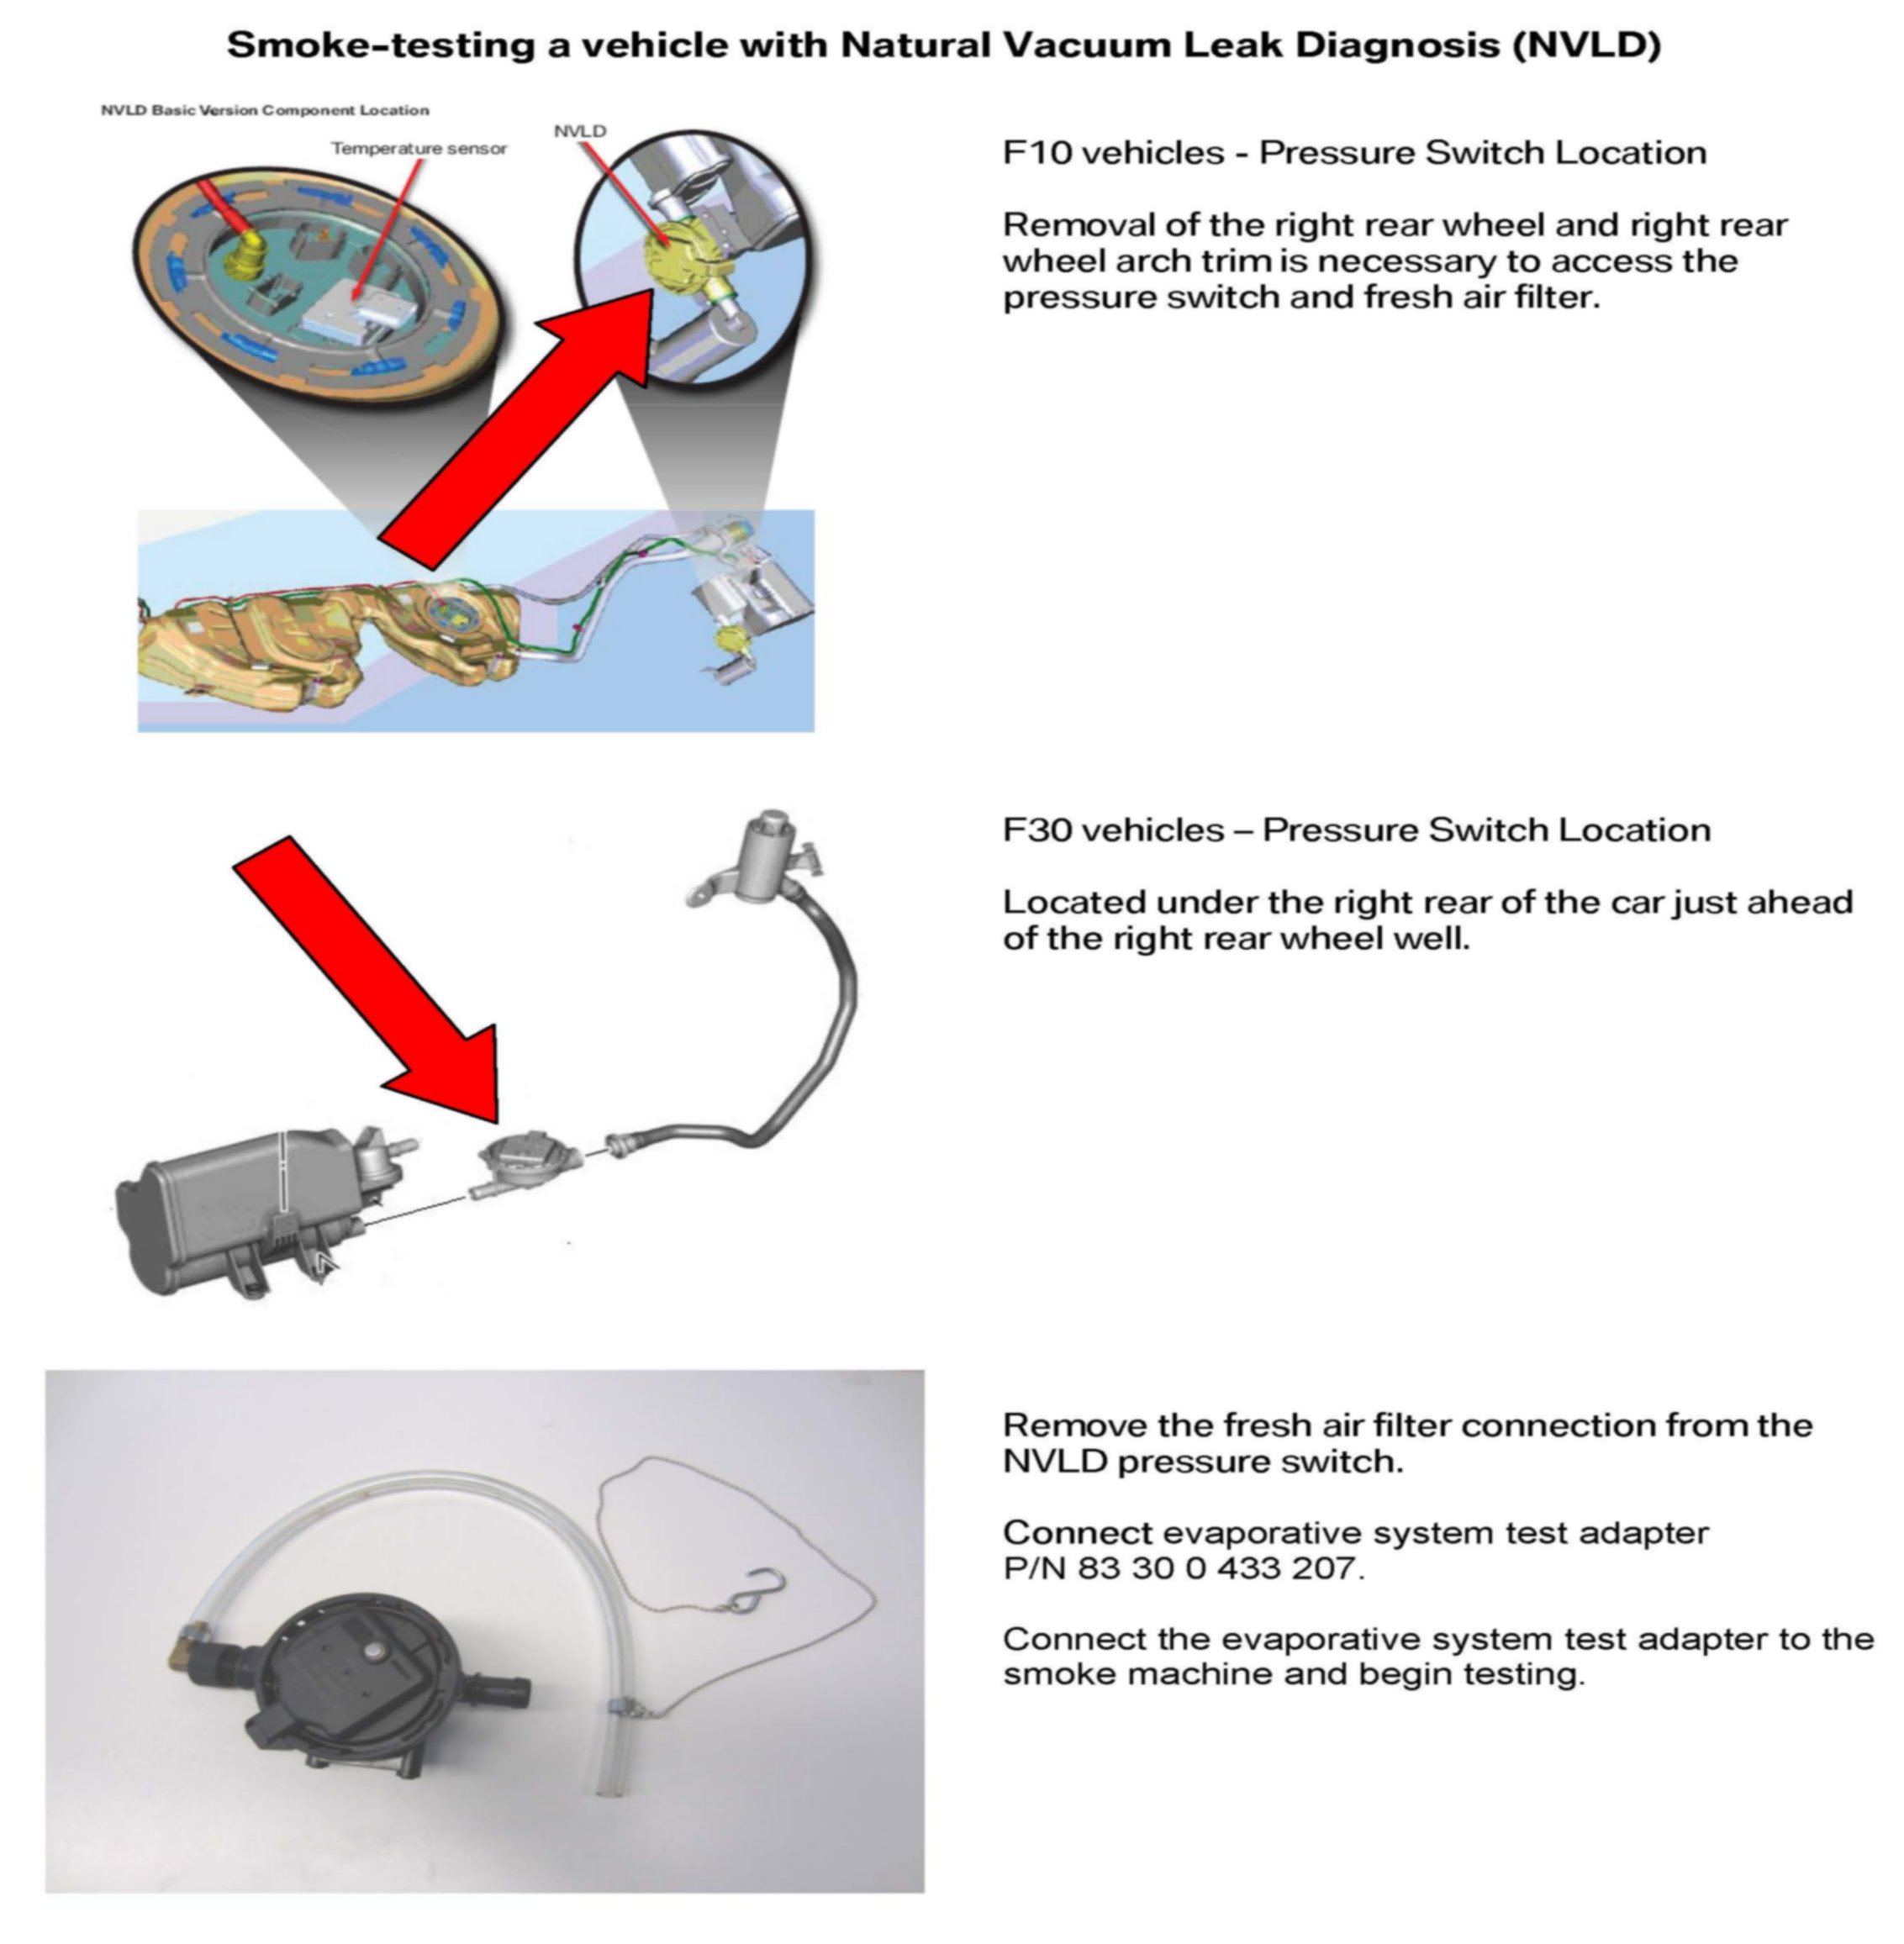 Smoke-testing a vehicle with Natural Vacuum Leak Diagnosis (NVLD)
NVLD Basic Version Component Location
Temperature sensor
NVLD
F10 vehicles - Pressure Switch Location
Removal of the right rear wheel and right rear
wheel arch trim is necessary to access the
pressure switch and fresh air filter.
F30 vehicles – Pressure Switch Location
Located under the right rear of the car just ahead
of the right rear wheel well.
Remove the fresh air filter connection from the
NVLD pressure switch.
Connect evaporative system test adapter
P/N 83 30 0 433 207.
Connect the evaporative system test adapter to the
smoke machine and begin testing.